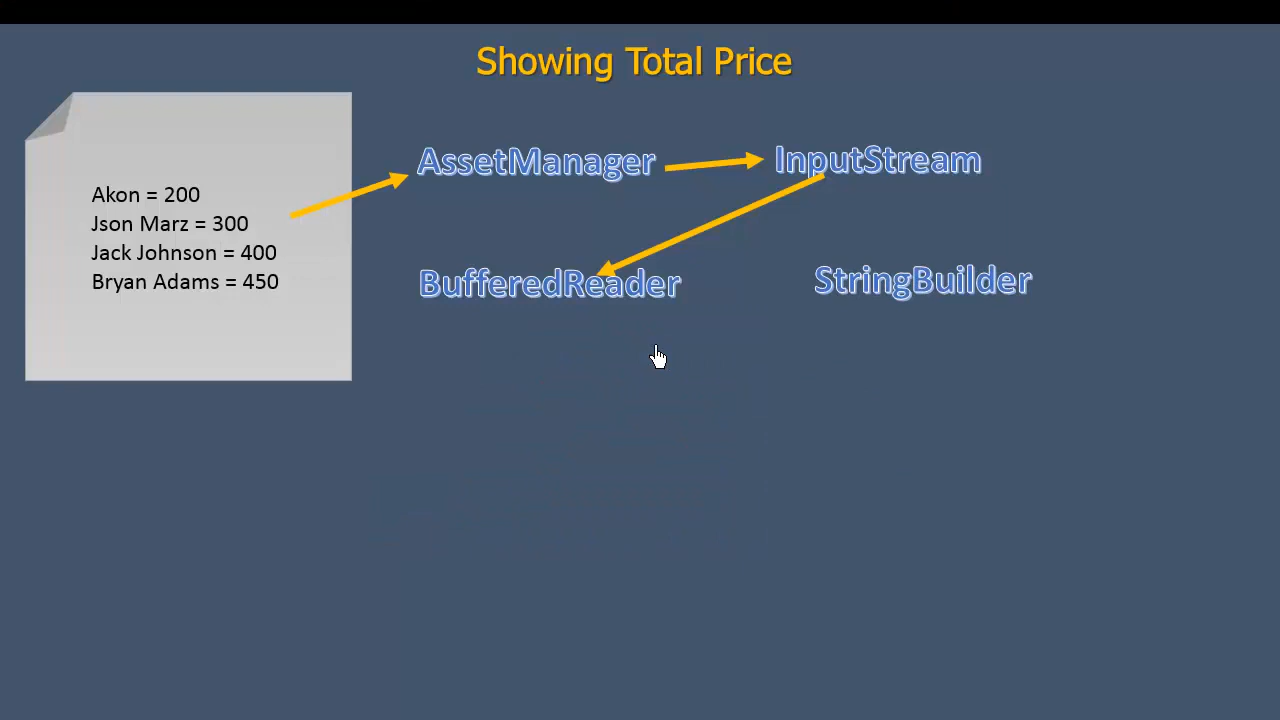 Showing Total Price
Akon = 200
Json Marz = 300
Jack Johnson = 400
Bryan Adams = 450
AssetManager
InputStream
BufferedReader
StringBuilder